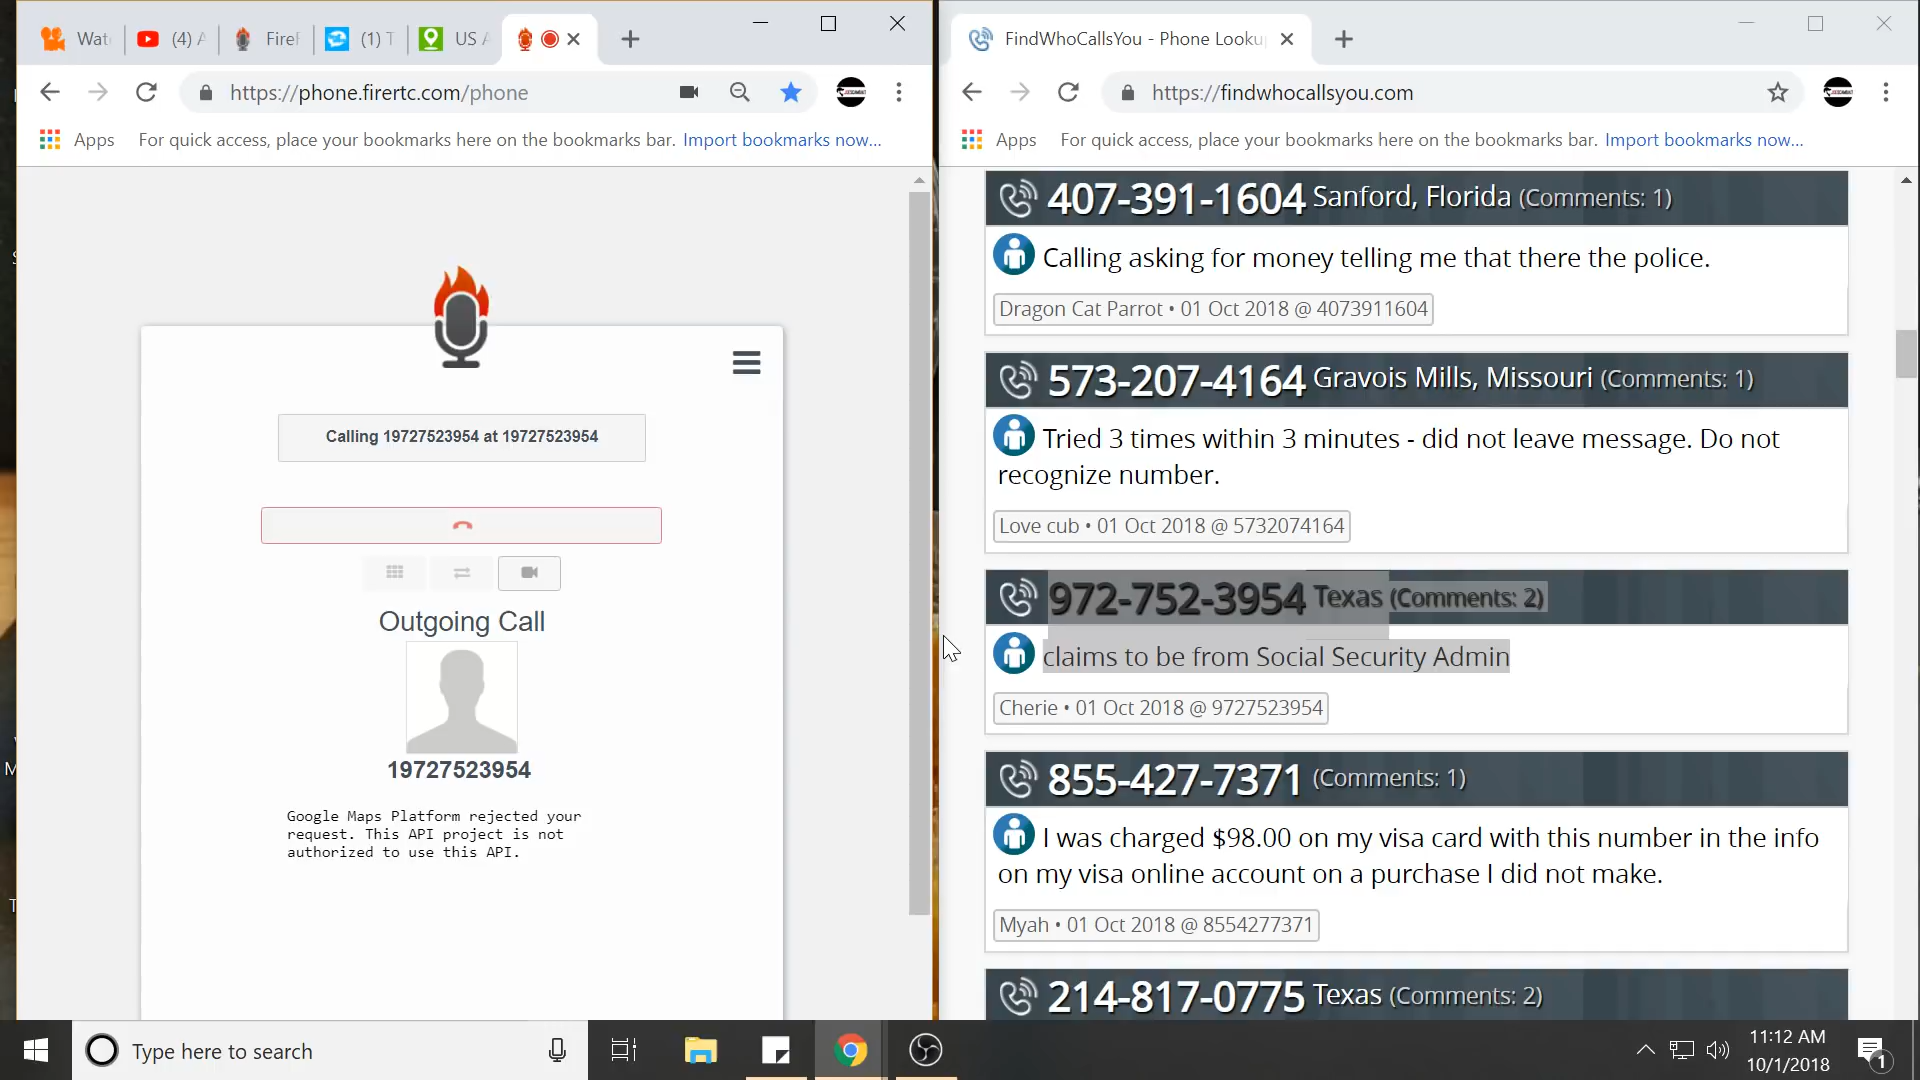 Wat
(4) A
FireF
(1) T
US A
https://phone.firertc.com/phone
Apps
For quick access, place your bookmarks here on the bookmarks bar. Import bookmarks now...
Calling 19727523954 at 19727523954
Outgoing Call
19727523954
Google Maps Platform rejected your
request. This API project is not
authorized to use this API.
FindWhoCallsYou - Phone Looku
https://findwhocallsyou.com
Apps
For quick access, place your bookmarks here on the bookmarks bar. Import bookmarks now...
407-391-1604 Sanford, Florida (Comments: 1)
Calling asking for money telling me that there the police.
Dragon Cat Parrot • 01 Oct 2018 @ 4073911604
573-207-4164 Gravois Mills, Missouri (Comments: 1)
Tried 3 times within 3 minutes - did not leave message. Do not
recognize number.
Love cub • 01 Oct 2018 @ 5732074164
972-752-3954 Texas (Comments: 2)
claims to be from Social Security Admin
Cherie • 01 Oct 2018 @ 9727523954
855-427-7371 (Comments: 1)
I was charged $98.00 on my visa card with this number in the info
on my visa online account on a purchase I did not make.
Myah • 01 Oct 2018 @ 8554277371
214-817-0775 Texas (Comments: 2)
Type here to search
11:12 AM
10/1/2018
1